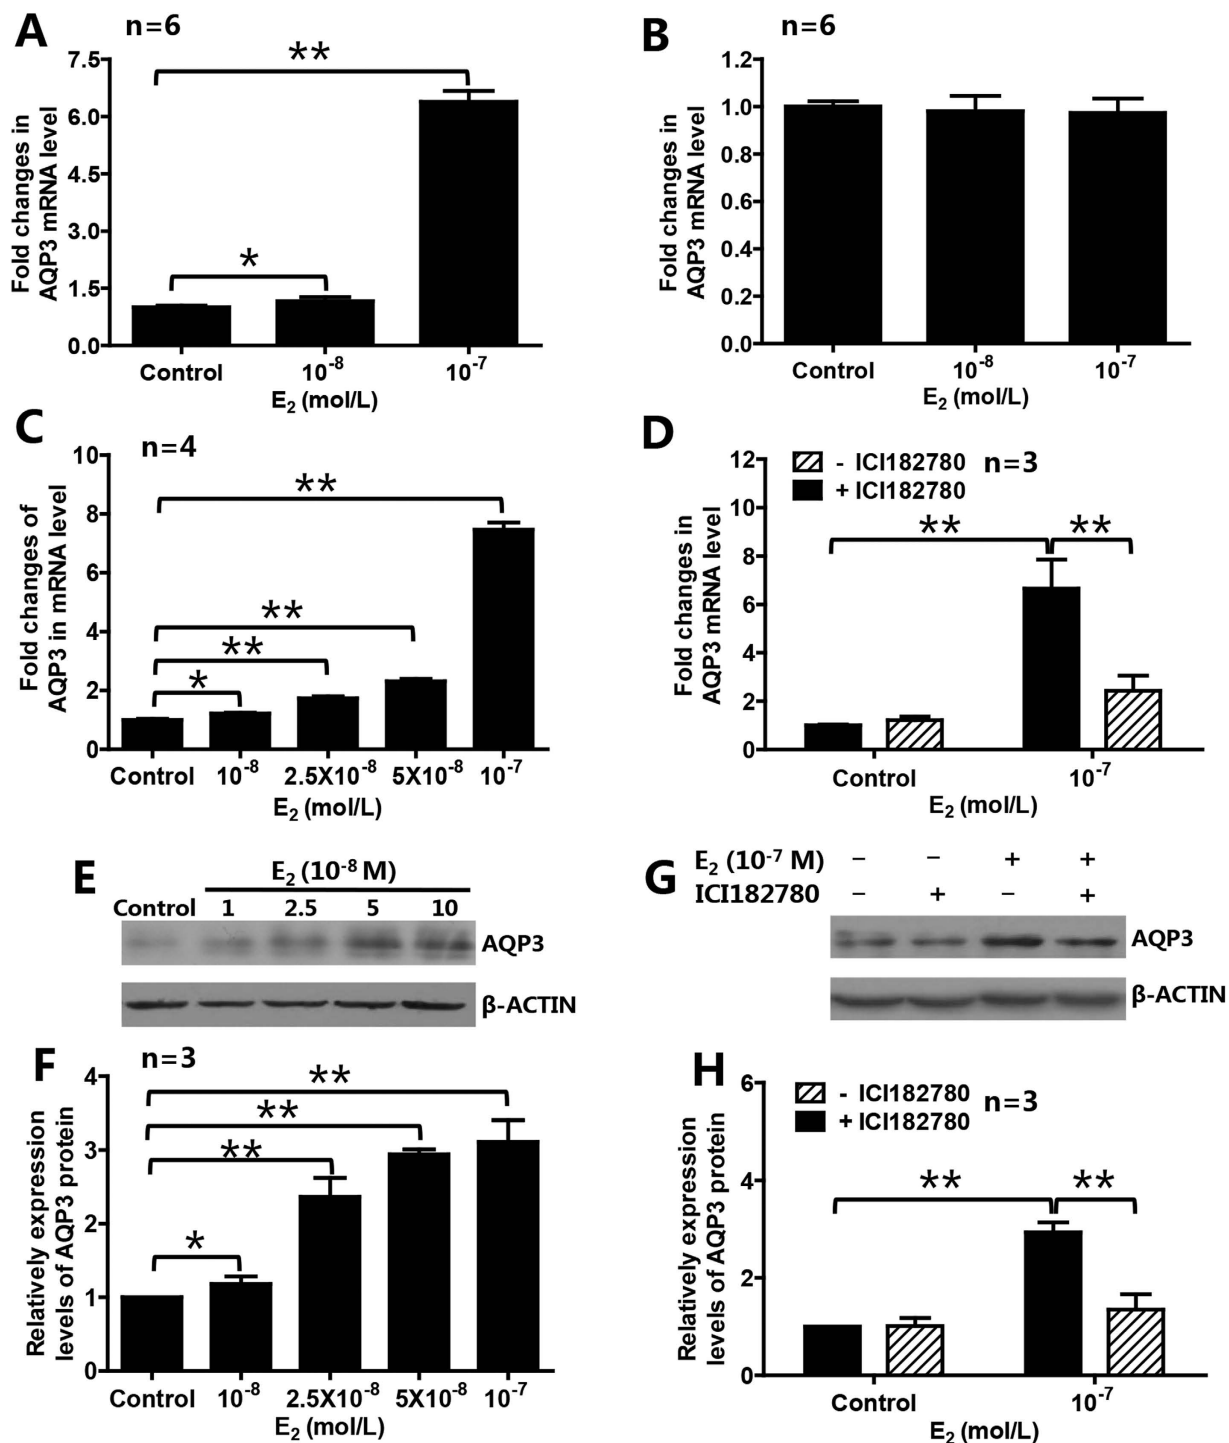 A
n=6
**
*
7.5
6.0
4.5
3.0
1.5
0.0
Fold changes in
AQP3 mRNA level
Control
10-8
10-7
E2 (mol/L)
B
n=6
1.2
1.0
0.8
0.6
0.4
0.2
0.0
Fold changes in
AQP3 mRNA level
Control
10-8
10-7
E2 (mol/L)
C
n=4
**
**
**
*
10
8
6
4
2
0
Fold changes of
AQP3 in mRNA level
Control
10-8
2.5X10-8
5X10-8
10-7
E2 (mol/L)
D
- ICI182780
+ ICI182780
n=3
**
**
12
10
8
6
4
2
0
Fold changes in
AQP3 mRNA level
Control
10-7
E2 (mol/L)
E
E2 (10-8 M)
Control 1 2.5 5 10
AQP3
β-ACTIN
G
E2 (10-7 M) − − + +
ICI182780 − + − +
AQP3
β-ACTIN
F
n=3
**
**
**
*
4
3
2
1
0
Relatively expression
levels of AQP3 protein
Control
10-8
2.5X10-8
5X10-8
10-7
E2 (mol/L)
H
- ICI182780
+ ICI182780
n=3
**
**
6
4
2
0
Relatively expression
levels of AQP3 protein
Control
10-7
E2 (mol/L)